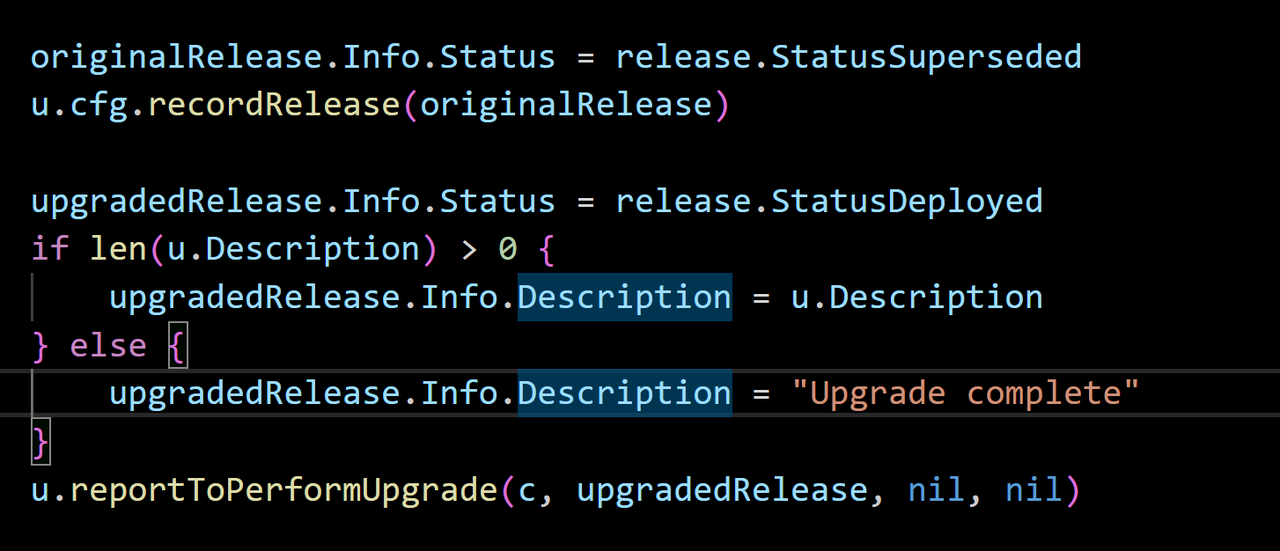 originalRelease.Info.Status = release.StatusSuperseded
u.cfg.recordRelease(originalRelease)
upgradedRelease.Info.Status = release.StatusDeployed
if len(u.Description) > 0 {
    upgradedRelease.Info.Description = u.Description
} else {
    upgradedRelease.Info.Description = "Upgrade complete"
}
u.reportToPerformUpgrade(c, upgradedRelease, nil, nil)